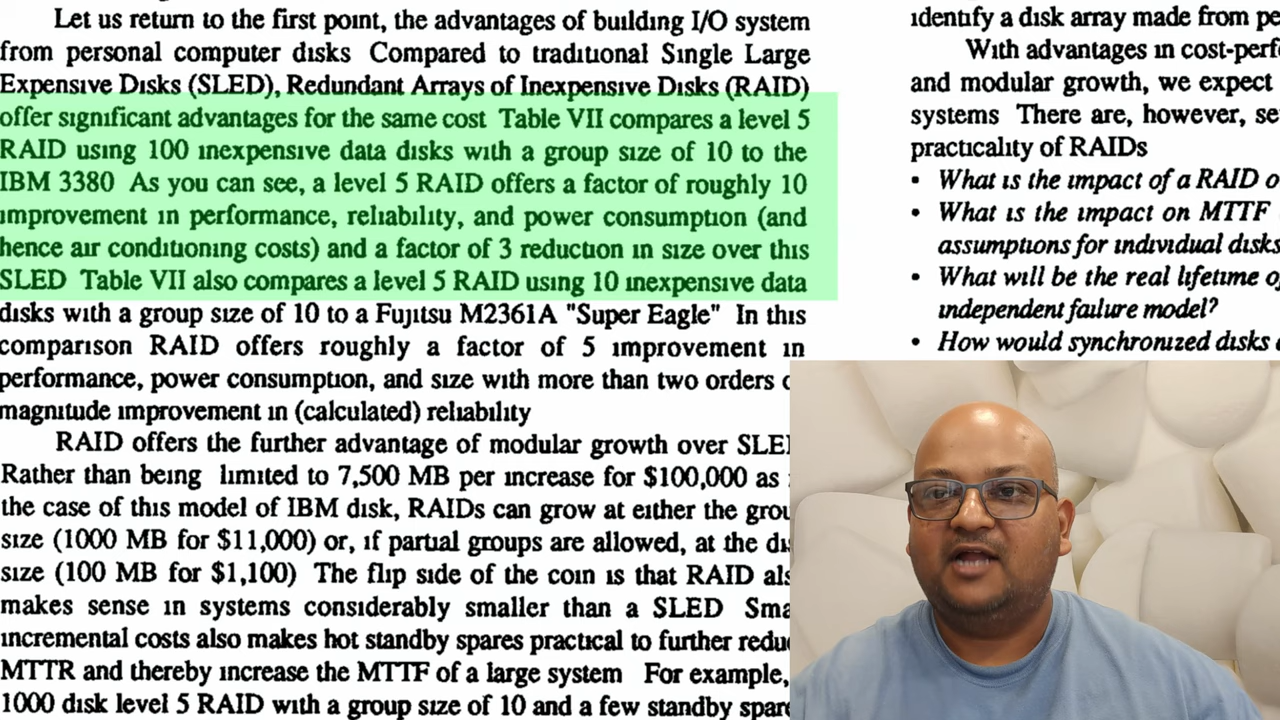 Let us return to the first point, the advantages of building I/O system
from personal computer disks Compared to traditional Single Large
Expensive Disks (SLED), Redundant Arrays of Inexpensive Disks (RAID)
offer significant advantages for the same cost Table VII compares a level 5
RAID using 100 inexpensive data disks with a group size of 10 to the
IBM 3380 As you can see, a level 5 RAID offers a factor of roughly 10
improvement in performance, reliability, and power consumption (and
hence air conditioning costs) and a factor of 3 reduction in size over this
SLED Table VII also compares a level 5 RAID using 10 inexpensive data
disks with a group size of 10 to a Fujitsu M2361A "Super Eagle" In this
comparison RAID offers roughly a factor of 5 improvement in
performance, power consumption, and size with more than two orders
magnitude improvement in (calculated) reliability
RAID offers the further advantage of modular growth over
Rather than being limited to 7,500 MB per increase for $100,000 as
the case of this model of IBM disk, RAIDs can grow at either the
size (1000 MB for $11,000) or, if partial groups are allowed, at the
size (100 MB for $1,100) The flip side of the coin is that RAID
makes sense in systems considerably smaller than a SLED
incremental costs also makes hot standby spares practical to further
MTTR and thereby increase the MTTF of a large system For example,
1000 disk level 5 RAID with a group size of 10 and a few standby
identify a disk array made from
With advantages in
and modular growth, we expect
systems There are, however,
practicality of RAIDs
• What is the impact of a RAID
• What is the impact on MTTF
assumptions for individual disks
• What will be the real lifetime
independent failure model?
• How would synchronized disks